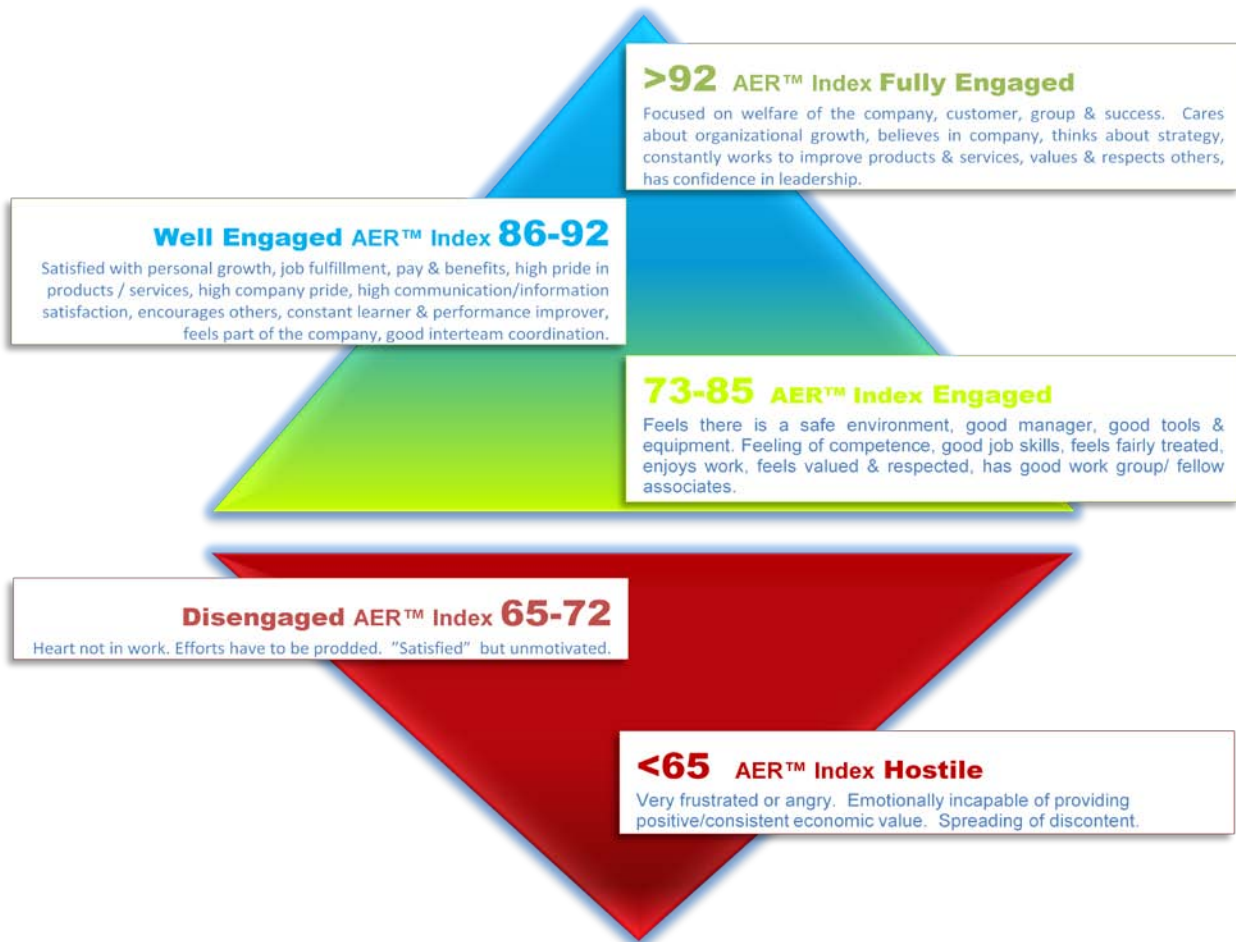 >92 AER™ Index Fully Engaged
Focused on welfare of the company, customer, group & success. Cares
about organizational growth, believes in company, thinks about strategy,
constantly works to improve products & services, values & respects others,
has confidence in leadership.
Well Engaged AER™ Index 86-92
Satisfied with personal growth, job fulfillment, pay & benefits, high pride in
products / services, high company pride, high communication/information
satisfaction, encourages others, constant learner & performance improver,
feels part of the company, good interteam coordination.
73-85 AER™ Index Engaged
Feels there is a safe environment, good manager, good tools &
equipment. Feeling of competence, good job skills, feels fairly treated,
enjoys work, feels valued & respected, has good work group/ fellow
associates.
Disengaged AER™ Index 65-72
Heart not in work. Efforts have to be prodded. "Satisfied" but unmotivated.
<65 AER™ Index Hostile
Very frustrated or angry. Emotionally incapable of providing
positive/consistent economic value. Spreading of discontent.